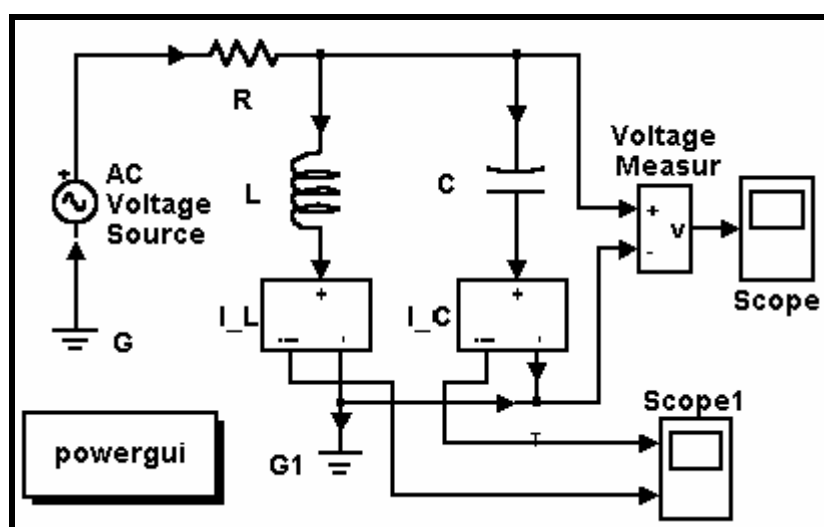 R
AC
Voltage
Source
+
L
C
Voltage
Measur
+
-
v
Scope
I_L
+
i
-
I_C
+
i
-
G
powergui
G1
Scope1